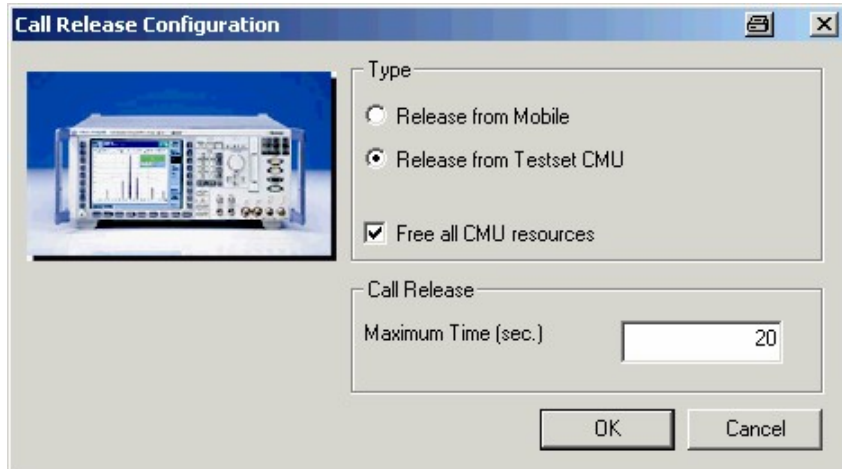 Call Release Configuration
Type
Release from Mobile
Release from Testset CMU
Free all CMU resources
Call Release
Maximum Time (sec.)
20
OK
Cancel